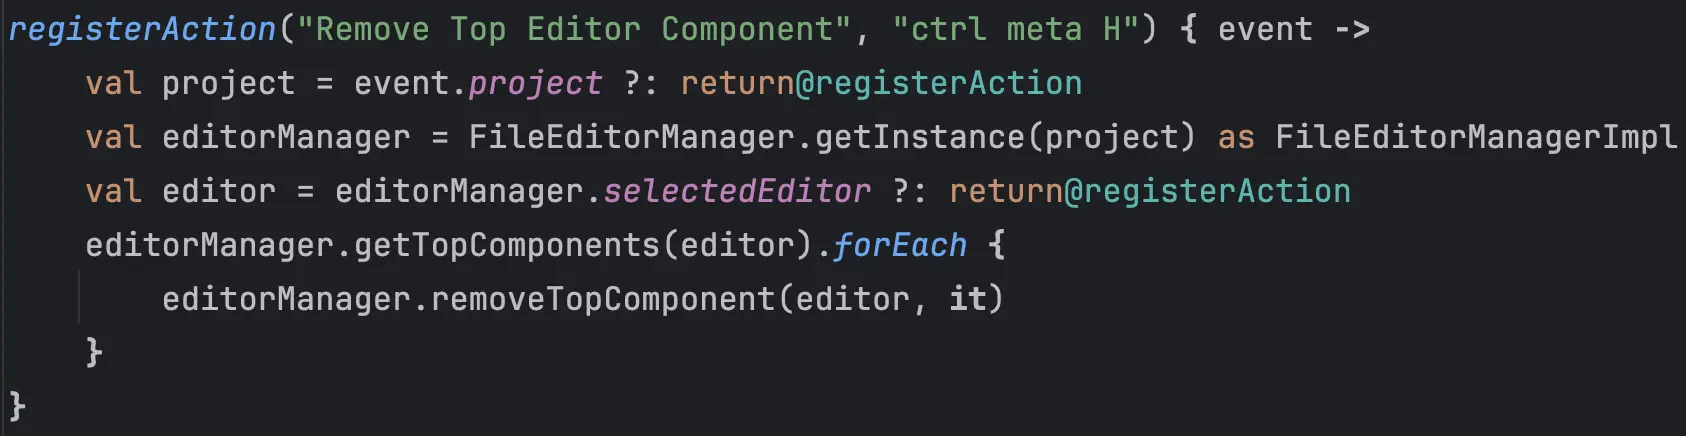 registerAction("Remove Top Editor Component", "ctrl meta H") { event ->
    val project = event.project ?: return@registerAction
    val editorManager = FileEditorManager.getInstance(project) as FileEditorManagerImpl
    val editor = editorManager.selectedEditor ?: return@registerAction
    editorManager.getTopComponents(editor).forEach {
        editorManager.removeTopComponent(editor, it)
    }
}